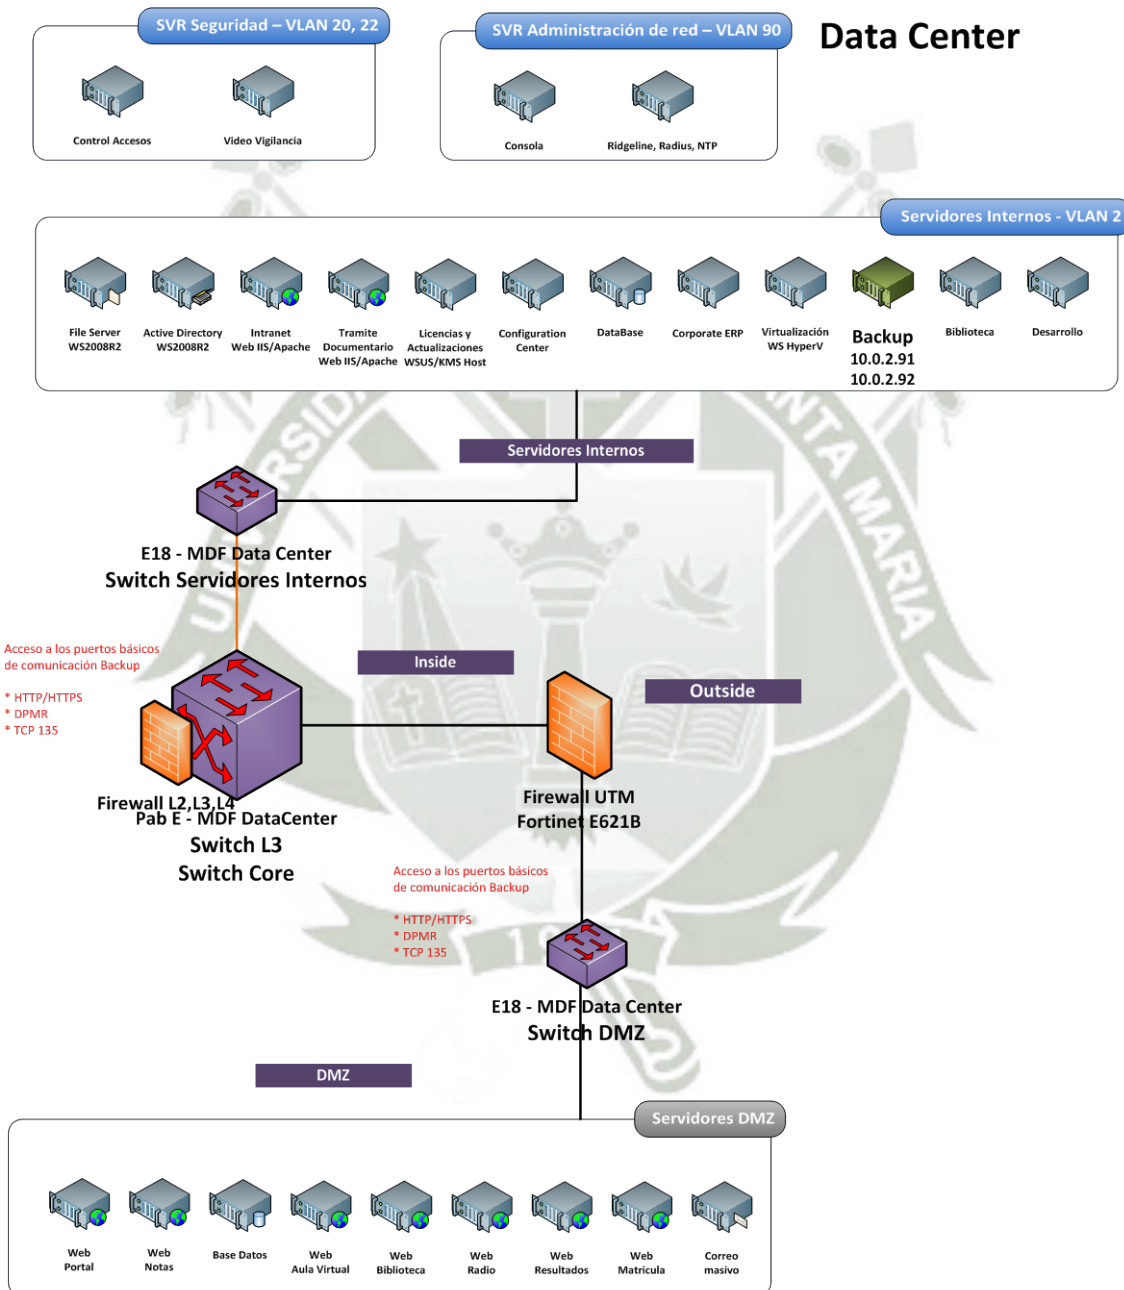 SVR Seguridad – VLAN 20, 22
SVR Administración de red – VLAN 90
Data Center
Control Accesos
Video Vigilancia
Consola
Ridgeline, Radius, NTP
Servidores Internos - VLAN 2
File Server
WS2008R2
Active Directory
WS2008R2
Intranet
Web IIS/Apache
Tramite
Documentario
Web IIS/Apache
Licencias y
Actualizaciones
WSUS/KMS Host
Configuration
Center
DataBase
Corporate ERP
Virtualización
WS HyperV
Backup
10.0.2.91
10.0.2.92
Biblioteca
Desarrollo
Servidores Internos
E18 - MDF Data Center
Switch Servidores Internos
Acceso a los puertos básicos
de comunicación Backup
* HTTP/HTTPS
* DPMR
* TCP 135
Inside
Outside
Firewall L2,L3,L4
Pab E - MDF DataCenter
Switch L3
Switch Core
Firewall UTM
Fortinet E621B
Acceso a los puertos básicos
de comunicación Backup
* HTTP/HTTPS
* DPMR
* TCP 135
E18 - MDF Data Center
Switch DMZ
DMZ
Servidores DMZ
Web
Portal
Web
Notas
Base Datos
Web
Aula Virtual
Web
Biblioteca
Web
Radio
Web
Resultados
Web
Matricula
Correo
masivo